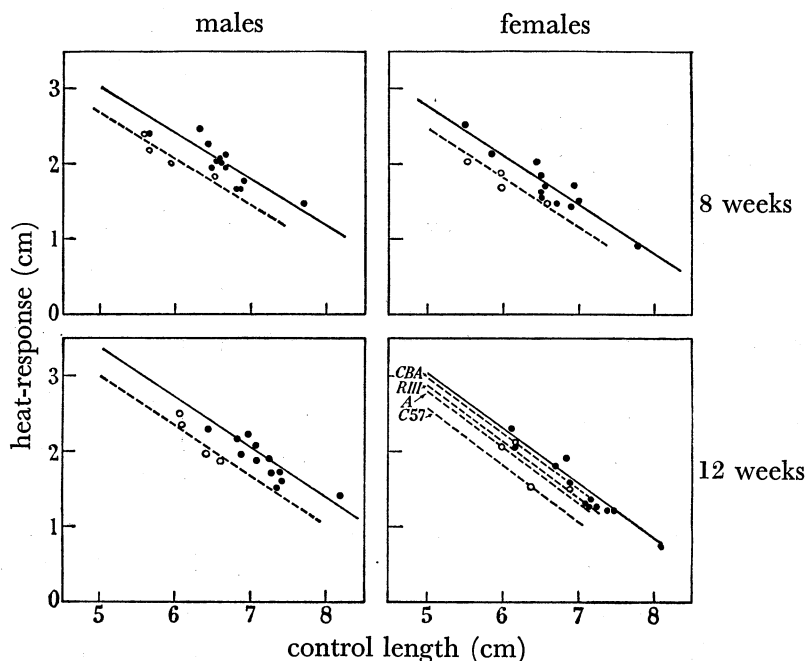 males females
3
2
1
0
8 weeks
heat-response (cm)
3
2
1
0
CBA
RIII
A
C57
12 weeks
5 6 7 8 5 6 7 8
control length (cm)